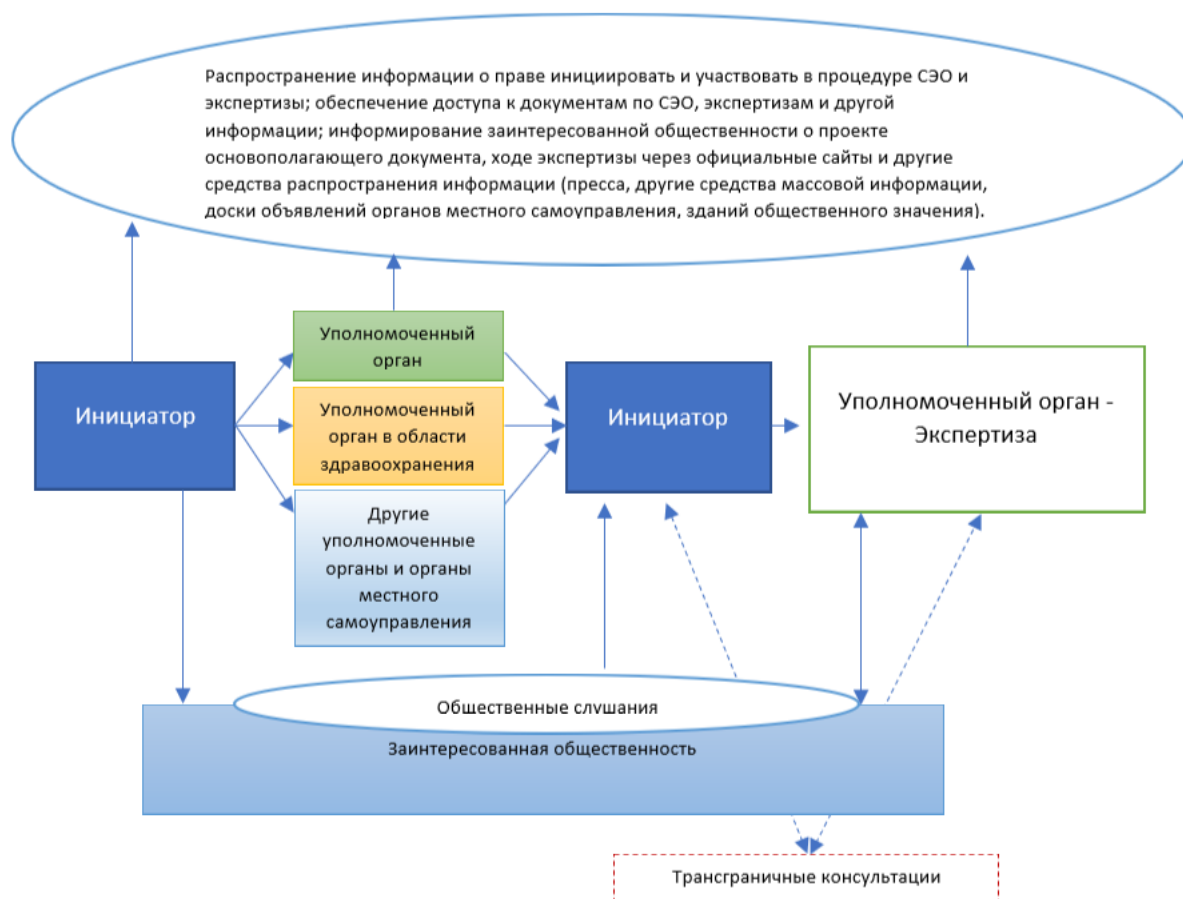 Распространение информации о праве инициировать и участвовать в процедуре СЭО и
экспертизы; обеспечение доступа к документам по СЭО, экспертизам и другой
информации; информирование заинтересованной общественности о проекте
основополагающего документа, ходе экспертизы через официальные сайты и другие
средства распространения информации (пресса, другие средства массовой информации,
доски объявлений органов местного самоуправления, зданий общественного значения).
Инициатор
Уполномоченный
орган
Уполномоченный
орган в области
здравоохранения
Другие
уполномоченные
органы и органы
местного
самоуправления
Инициатор
Уполномоченный орган -
Экспертиза
Общественные слушания
Заинтересованная общественность
Трансграничные консультации